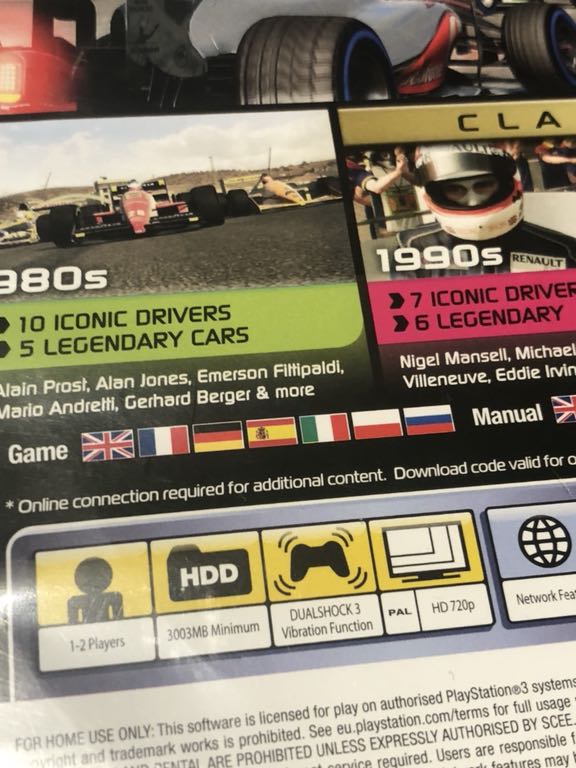 CLA
980s
10 ICONIC DRIVERS
5 LEGENDARY CARS
Alain Prost, Alan Jones, Emerson Fittipaldi,
Mario Andretti, Gerhard Berger & more
1990s
RENAULT
7 ICONIC DRIVER
6 LEGENDARY
Nigel Mansell, Michael
Villeneuve, Eddie Irvin
Game
Manual
* Online connection required for additional content. Download code valid for o
1-2 Players
HDD
3003MB Minimum
DUALSHOCK 3
Vibration Function
PAL
HD 720p
Network Fea
FOR HOME USE ONLY: This software is licensed for play on authorised PlayStation®3 systems
and trademark works is prohibited. See eu.playstation.com/terms for full usage
AND RENTAL ARE PROHIBITED UNLESS EXPRESSLY AUTHORISED BY SCEE.
service required. Users are responsible f
features may